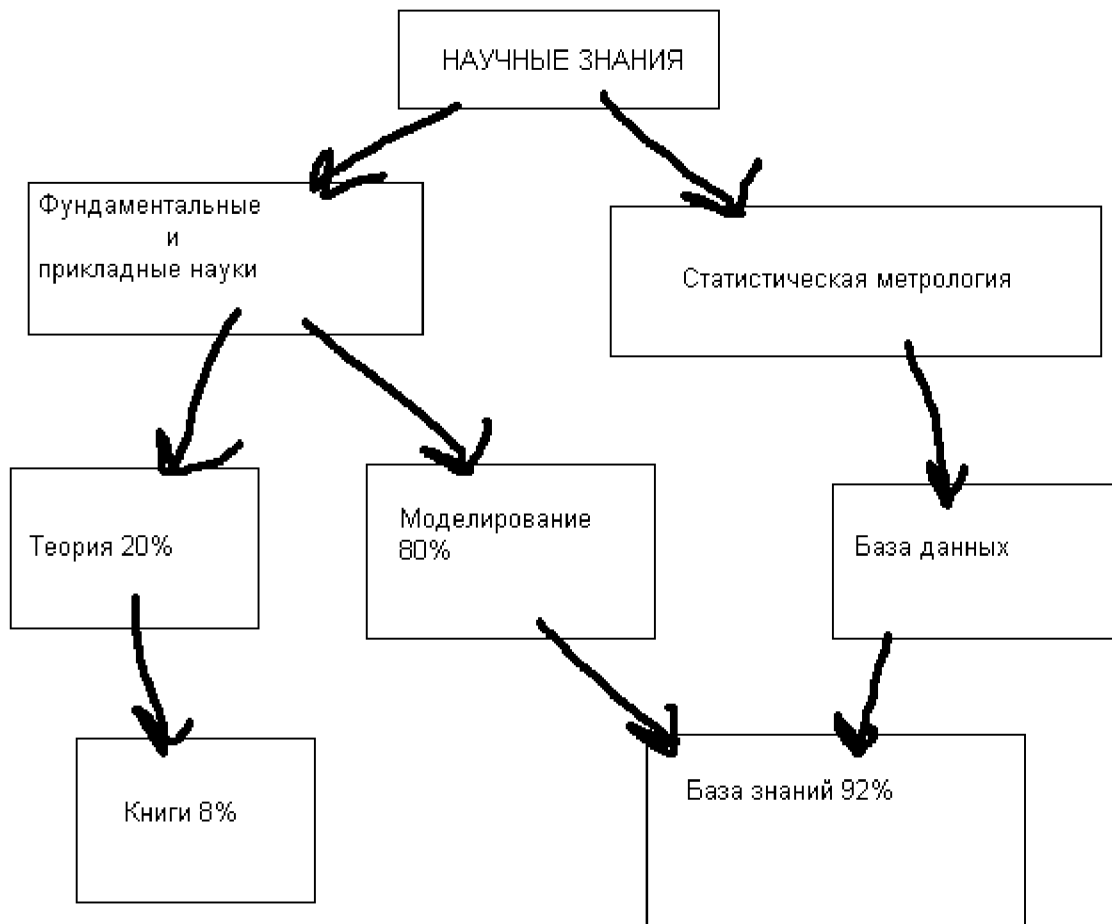 НАУЧНЫЕ ЗНАНИЯ
Фундаментальные
и
прикладные науки
Статистическая метрология
Теория 20%
Моделирование
80%
База данных
Книги 8%
База знаний 92%